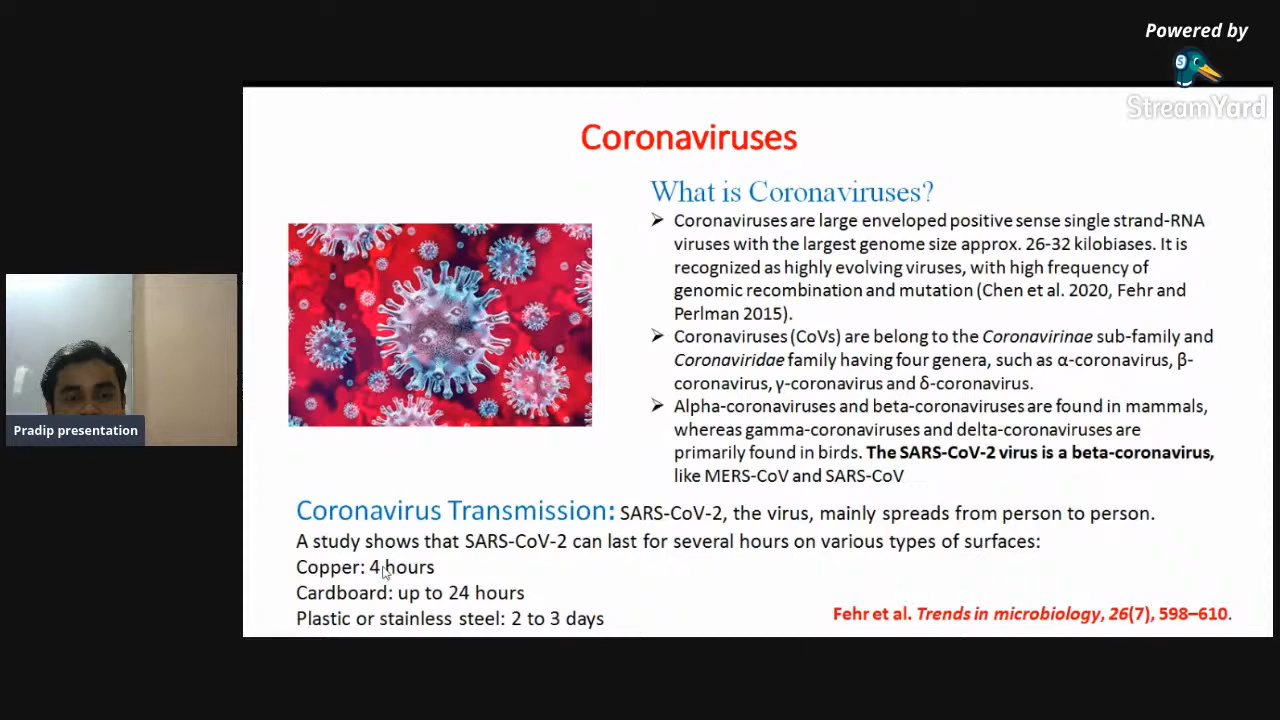 Powered by
S
StreamYard
Coronaviruses
What is Coronaviruses?
➢ Coronaviruses are large enveloped positive sense single strand-RNA
viruses with the largest genome size approx. 26-32 kilobiases. It is
recognized as highly evolving viruses, with high frequency of
genomic recombination and mutation (Chen et al. 2020, Fehr and
Perlman 2015).
➢ Coronaviruses (CoVs) are belong to the Coronavirinae sub-family and
Coronaviridae family having four genera, such as α-coronavirus, β-
coronavirus, γ-coronavirus and δ-coronavirus.
➢ Alpha-coronaviruses and beta-coronaviruses are found in mammals,
whereas gamma-coronaviruses and delta-coronaviruses are
primarily found in birds. The SARS-CoV-2 virus is a beta-coronavirus,
like MERS-CoV and SARS-CoV
Pradip presentation
Coronavirus Transmission: SARS-CoV-2, the virus, mainly spreads from person to person.
A study shows that SARS-CoV-2 can last for several hours on various types of surfaces:
Copper: 4 hours
Cardboard: up to 24 hours
Plastic or stainless steel: 2 to 3 days
Fehr et al. Trends in microbiology, 26(7), 598–610.